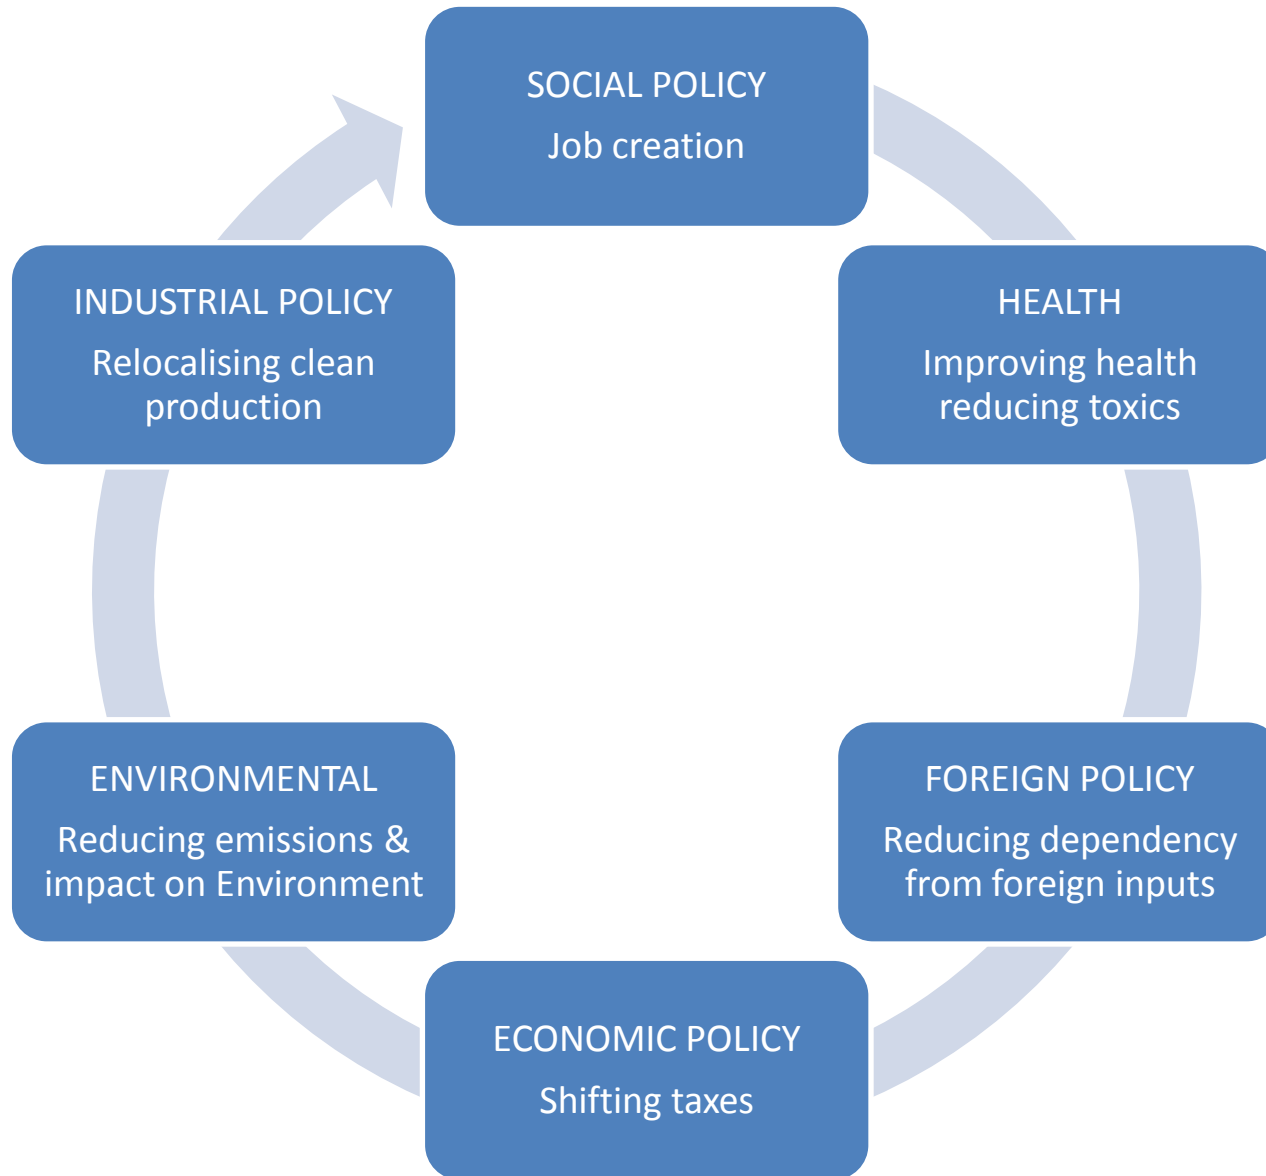 SOCIAL POLICY
Job creation
HEALTH
Improving health
reducing toxics
FOREIGN POLICY
Reducing dependency
from foreign inputs
ECONOMIC POLICY
Shifting taxes
ENVIRONMENTAL
Reducing emissions &
impact on Environment
INDUSTRIAL POLICY
Relocalising clean
production